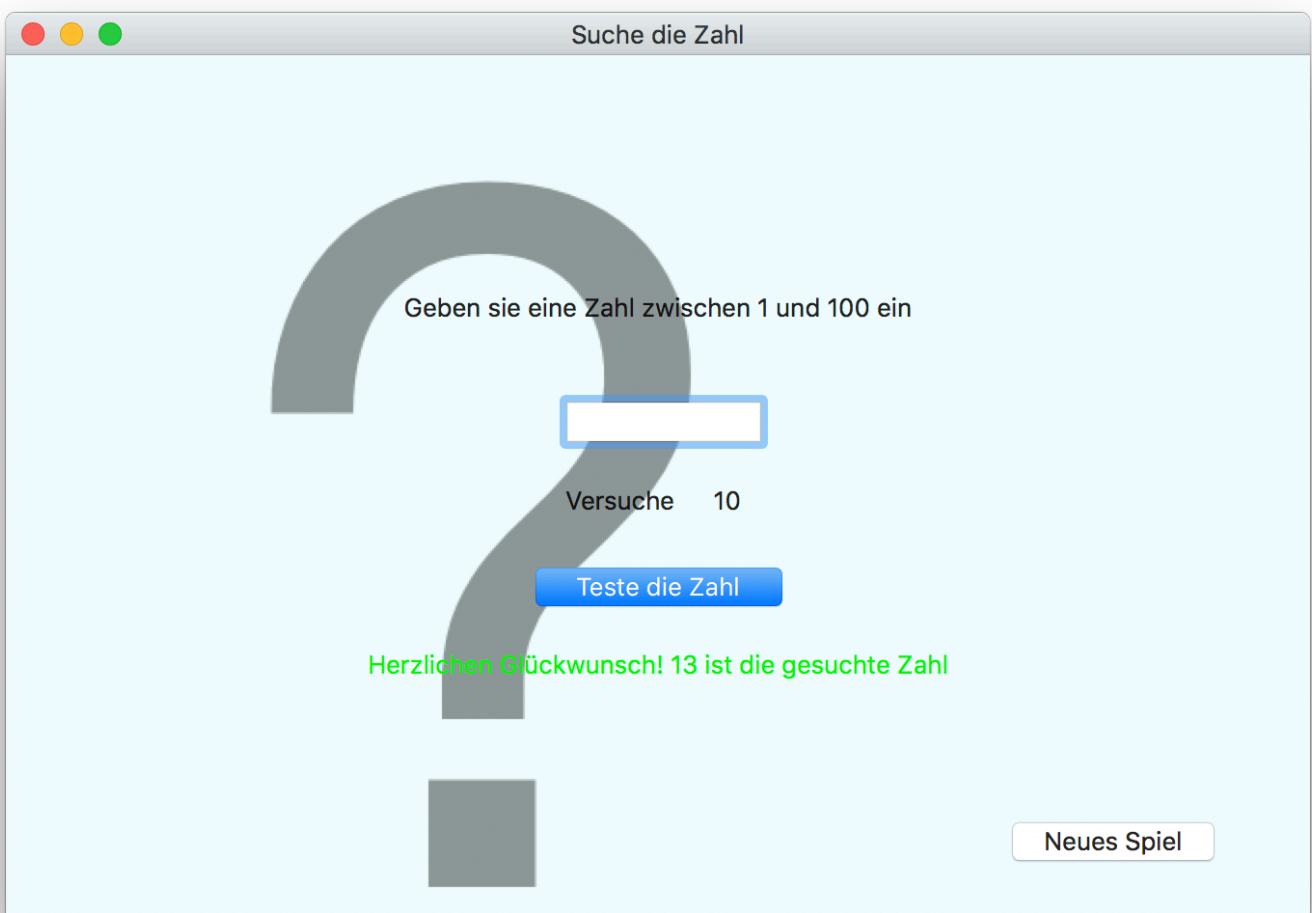 Suche die Zahl
Geben sie eine Zahl zwischen 1 und 100 ein
Versuche 10
Teste die Zahl
Herzlichen Glückwunsch! 13 ist die gesuchte Zahl
Neues Spiel